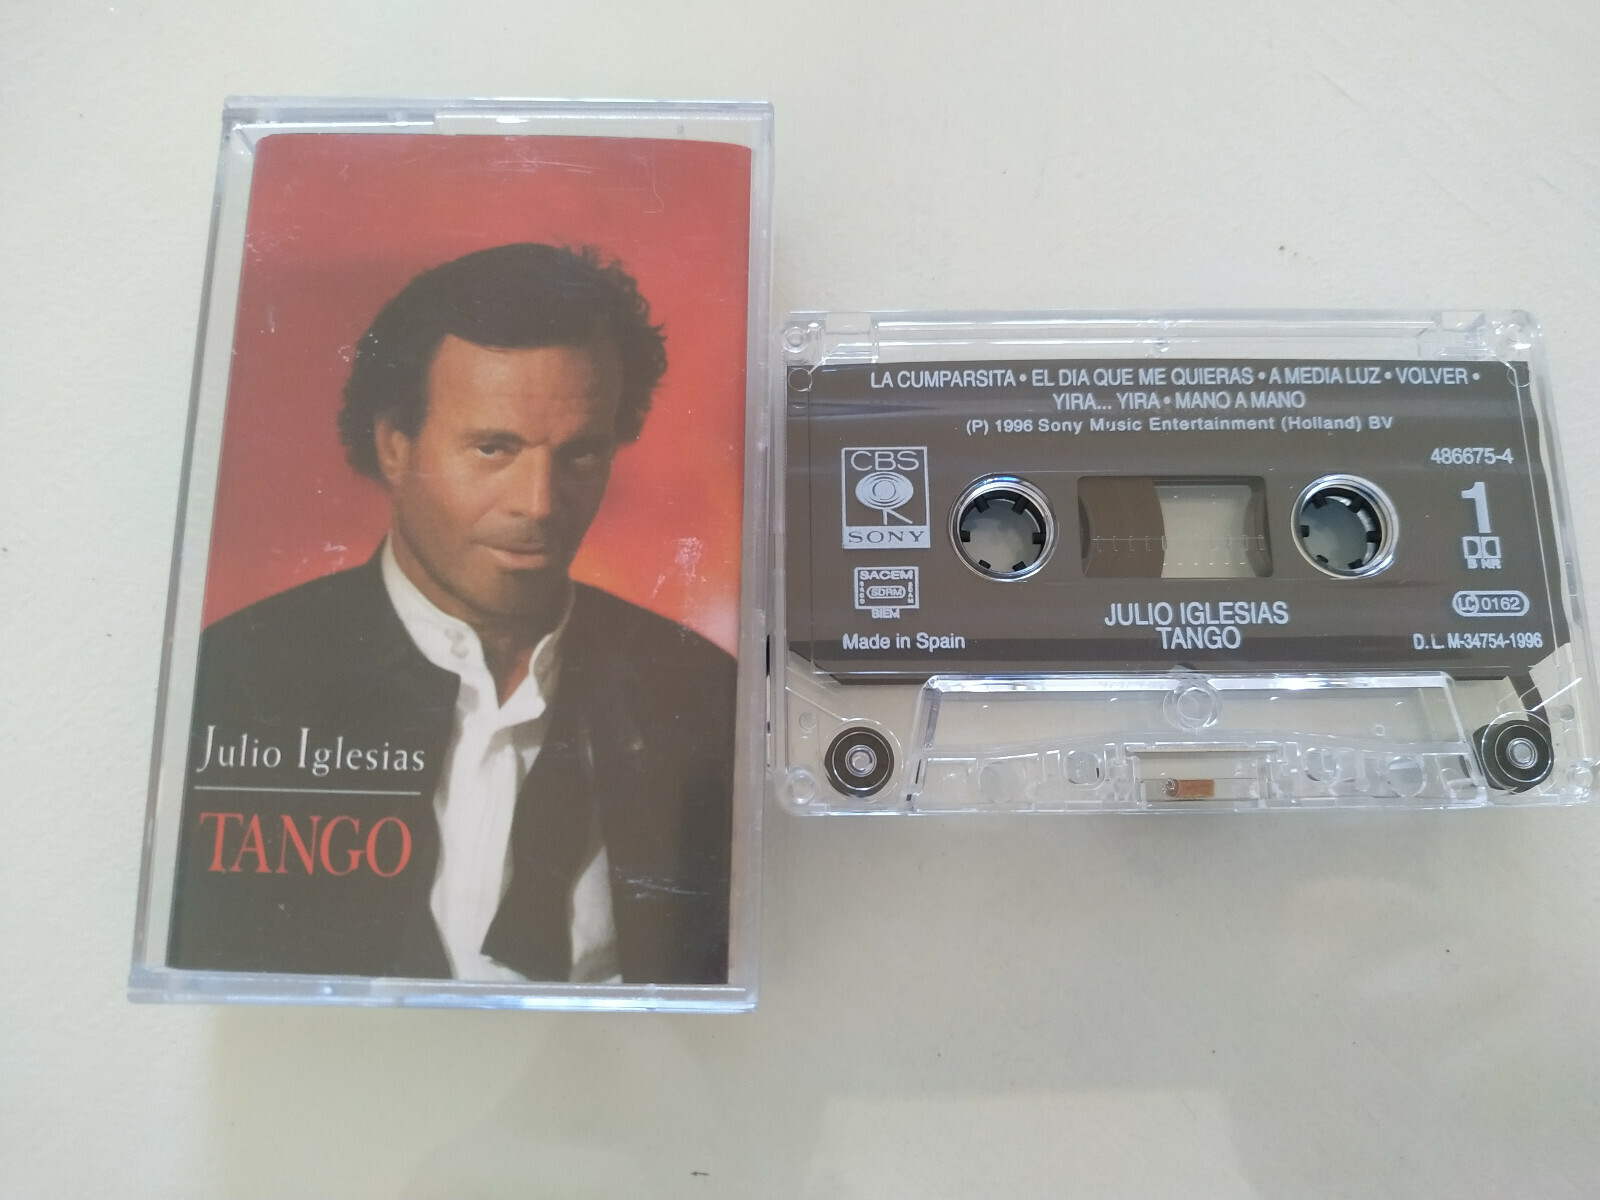 Julio Iglesias
TANGO
LA CUMPARSITA • EL DIA QUE ME QUIERAS • A MEDIA LUZ • VOLVER •
YIRA... YIRA • MANO A MANO
(P) 1996 Sony Music Entertainment (Holland) BV
CBS
SONY
486675-4
1
B NR
SACEM
SDRM
BIEM
LC 0162
JULIO IGLESIAS
TANGO
Made in Spain
D. L. M-34754-1996